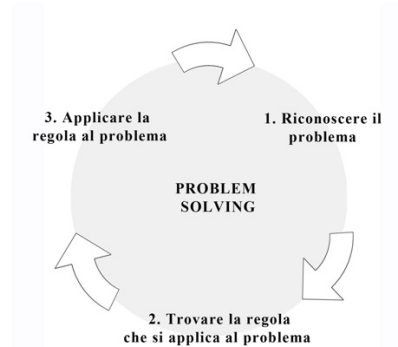 3. Applicare la
regola al problema
1. Riconoscere il
problema
PROBLEM
SOLVING
2. Trovare la regola
che si applica al problema